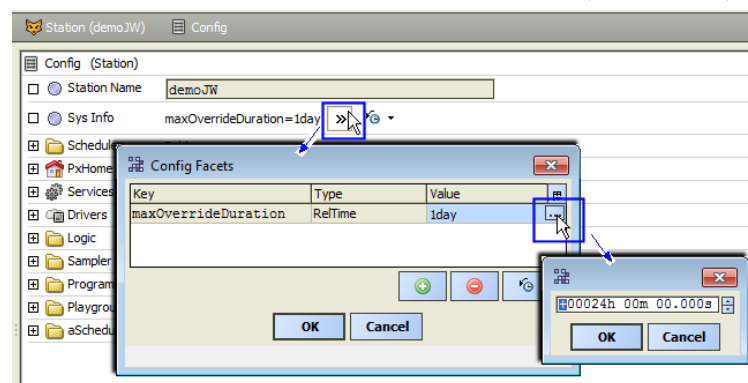 Station (demoJW) Config
Config (Station)
Station Name demoJW
Sys Info maxOverrideDuration=1day »
Schedule
PxHome
Config Facets
Services
Key Type Value
Drivers
maxOverrideDuration RelTime 1day ...
Logic
Sampler
Program
+00024h 00m 00.000s
Playgrou
OK Cancel
OK Cancel
aSchedu